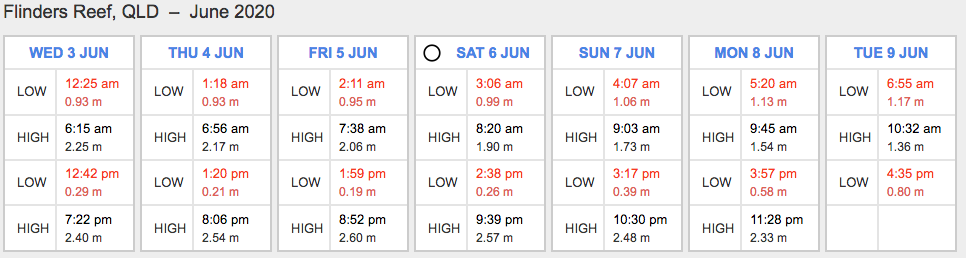 Flinders Reef, QLD – June 2020
WED 3 JUN THU 4 JUN FRI 5 JUN SAT 6 JUN SUN 7 JUN MON 8 JUN TUE 9 JUN
LOW 12:25 am LOW 1:18 am LOW 2:11 am LOW 3:06 am LOW 4:07 am LOW 5:20 am LOW 6:55 am
0.93 m 0.93 m 0.95 m 0.99 m 1.06 m 1.13 m 1.17 m
HIGH 6:15 am HIGH 6:56 am HIGH 7:38 am HIGH 8:20 am HIGH 9:03 am HIGH 9:45 am HIGH 10:32 am
2.25 m 2.17 m 2.06 m 1.90 m 1.73 m 1.54 m 1.36 m
LOW 12:42 pm LOW 1:20 pm LOW 1:59 pm LOW 2:38 pm LOW 3:17 pm LOW 3:57 pm LOW 4:35 pm
0.29 m 0.21 m 0.19 m 0.26 m 0.39 m 0.58 m 0.80 m
HIGH 7:22 pm HIGH 8:06 pm HIGH 8:52 pm HIGH 9:39 pm HIGH 10:30 pm HIGH 11:28 pm
2.40 m 2.54 m 2.60 m 2.57 m 2.48 m 2.33 m